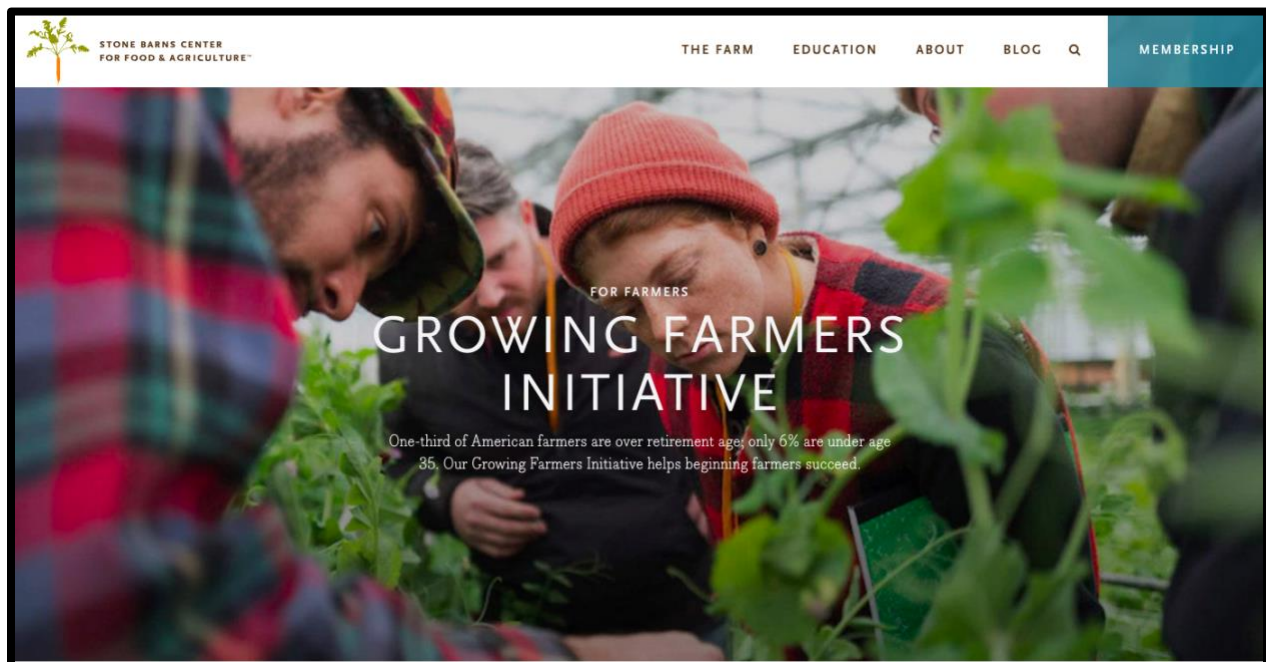 STONE BARNS CENTER
FOR FOOD & AGRICULTURE™
THE FARM
EDUCATION
ABOUT
BLOG
MEMBERSHIP
FOR FARMERS
GROWING FARMERS
INITIATIVE
One-third of American farmers are over retirement age; only 6% are under age
35. Our Growing Farmers Initiative helps beginning farmers succeed.